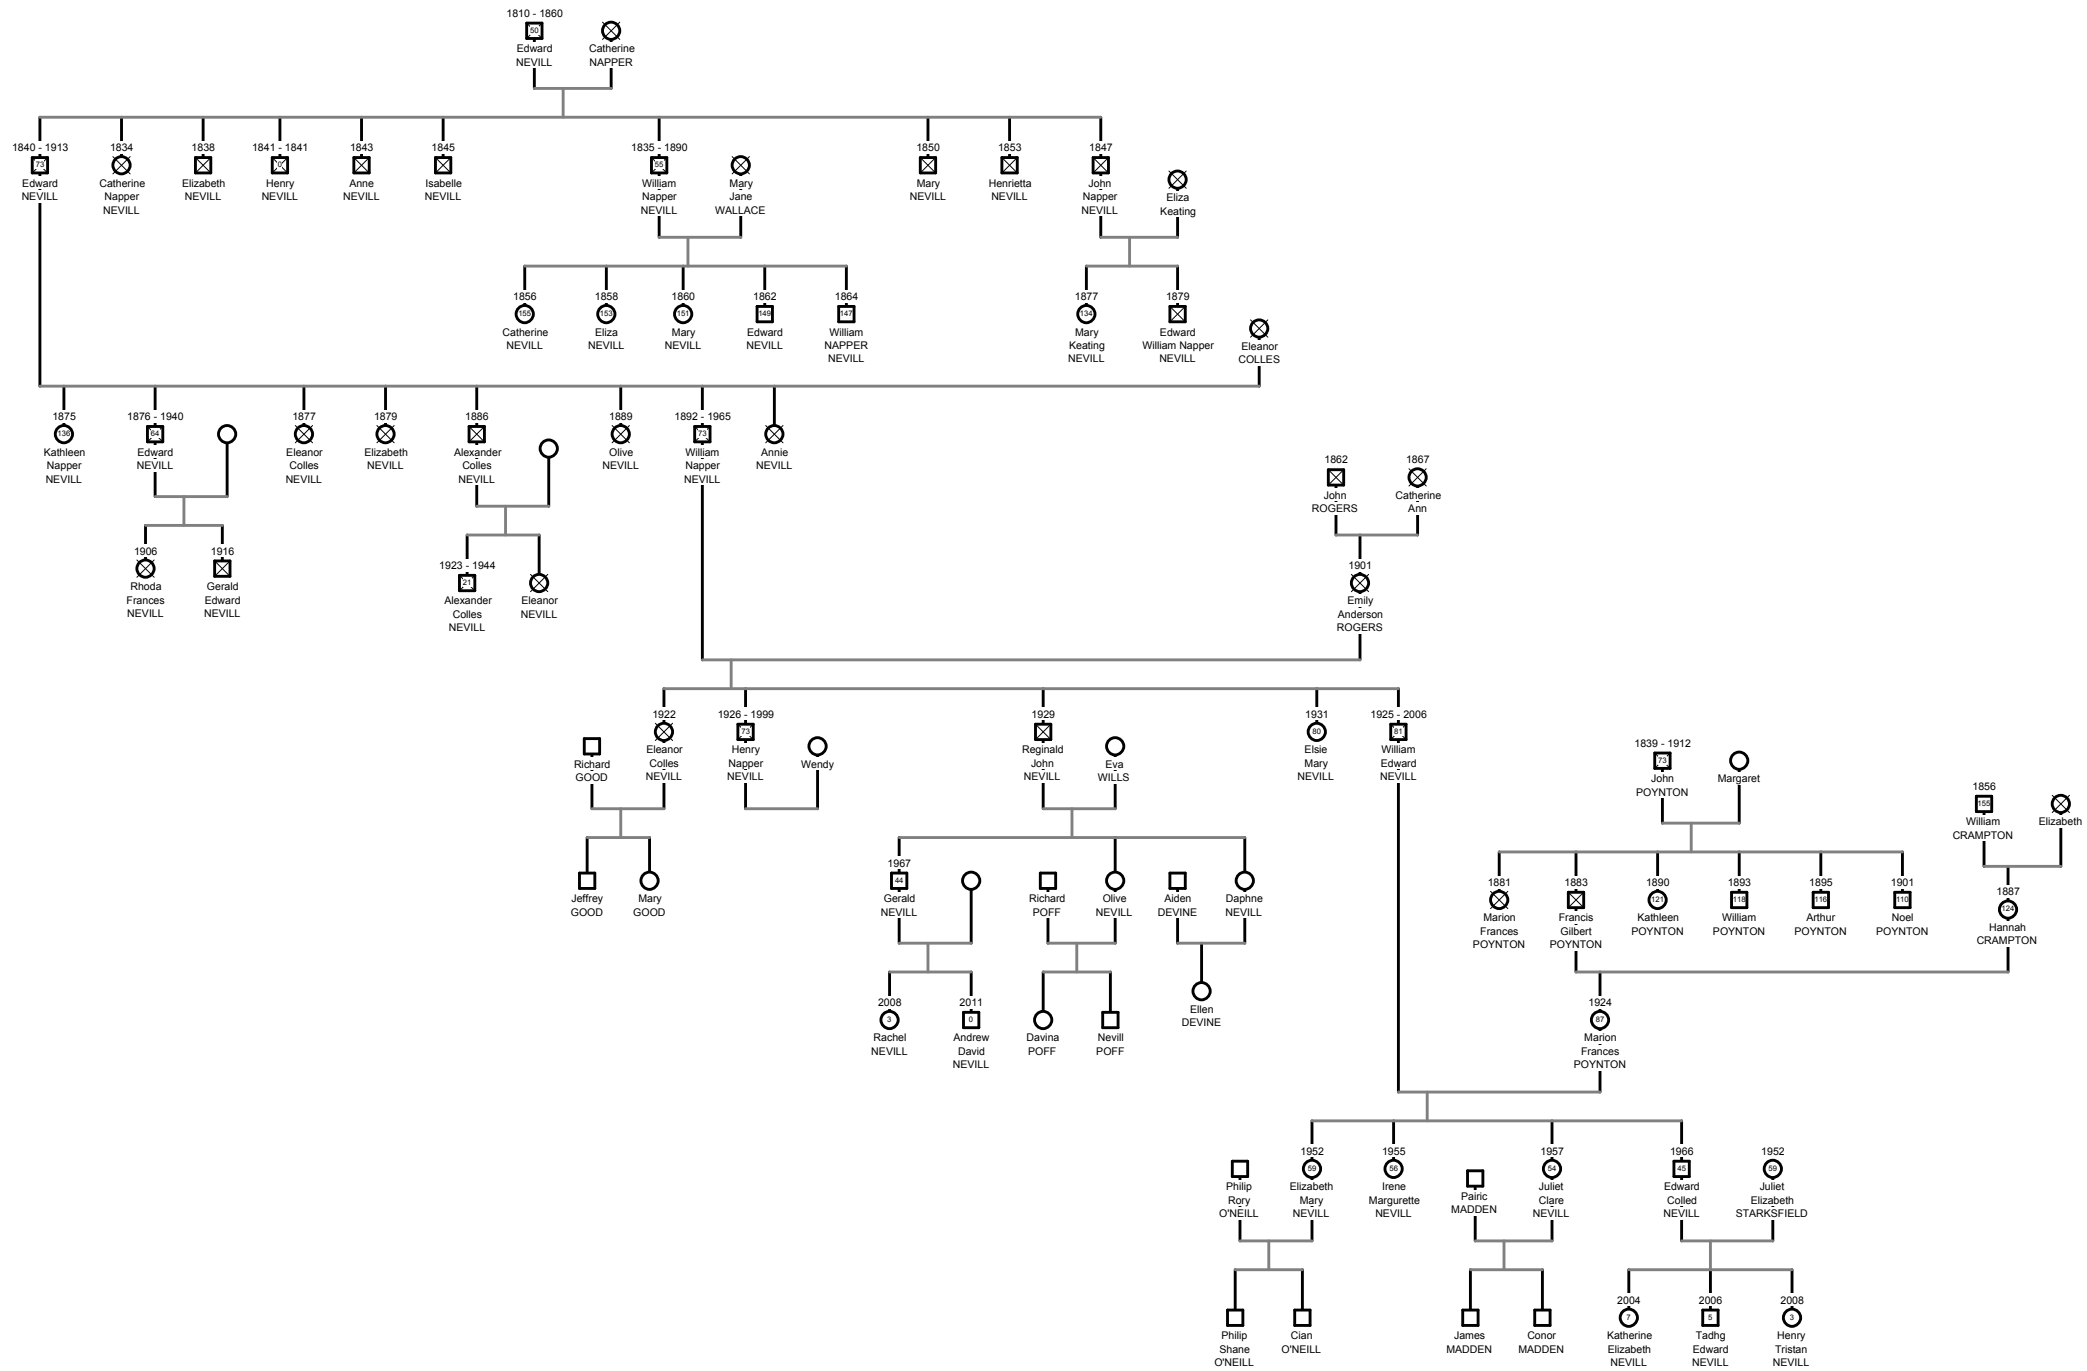 1810 - 1860
50
Edward
NEVILL
Catherine
NAPPER
1840 - 1913
73
Edward
NEVILL
1834
Catherine
Napper
NEVILL
1838
Elizabeth
NEVILL
1841 - 1841
0
Henry
NEVILL
1843
Anne
NEVILL
1845
Isabelle
NEVILL
1835 - 1890
55
William
Napper
NEVILL
Mary
Jane
WALLACE
1850
Mary
NEVILL
1853
Henrietta
NEVILL
1847
John
Napper
NEVILL
Eliza
Keating
1856
155
Catherine
NEVILL
1858
153
Eliza
NEVILL
1860
151
Mary
NEVILL
1862
149
Edward
NEVILL
1864
147
William
NAPPER
NEVILL
1877
134
Mary
Keating
NEVILL
1879
Edward
William Napper
NEVILL
Eleanor
COLLES
1875
136
Kathleen
Napper
NEVILL
1876 - 1940
64
Edward
NEVILL
1877
Eleanor
Colles
NEVILL
1879
Elizabeth
NEVILL
1886
Alexander
Colles
NEVILL
1889
Olive
NEVILL
1892 - 1965
73
William
Napper
NEVILL
Annie
NEVILL
1862
John
ROGERS
1867
Catherine
Ann
1906
Rhoda
Frances
NEVILL
1916
Gerald
Edward
NEVILL
1923 - 1944
21
Alexander
Colles
NEVILL
Eleanor
NEVILL
1901
Emily
Anderson
ROGERS
Richard
GOOD
1922
Eleanor
Colles
NEVILL
1926 - 1999
73
Henry
Napper
NEVILL
Wendy
1929
Reginald
John
NEVILL
Eva
WILLS
1931
80
Elsie
Mary
NEVILL
1925 - 2006
81
William
Edward
NEVILL
1839 - 1912
73
John
POYNTON
Margaret
1856
155
William
CRAMPTON
Elizabeth
Jeffrey
GOOD
Mary
GOOD
1967
44
Gerald
NEVILL
Richard
POFF
Olive
NEVILL
Aiden
DEVINE
Daphne
NEVILL
1881
Marion
Frances
POYNTON
1883
Francis
Gilbert
POYNTON
1890
121
Kathleen
POYNTON
1893
118
William
POYNTON
1895
116
Arthur
POYNTON
1901
110
Noel
POYNTON
1887
124
Hannah
CRAMPTON
2008
3
Rachel
NEVILL
2011
0
Andrew
David
NEVILL
Davina
POFF
Nevill
POFF
Ellen
DEVINE
1924
87
Marion
Frances
POYNTON
Philip
Rory
O'NEILL
1952
59
Elizabeth
Mary
NEVILL
1955
56
Irene
Margurette
NEVILL
Pairic
MADDEN
1957
54
Juliet
Clare
NEVILL
1966
45
Edward
Colled
NEVILL
1952
59
Juliet
Elizabeth
STARKSFIELD
Philip
Shane
O'NEILL
Cian
O'NEILL
James
MADDEN
Conor
MADDEN
2004
7
Katherine
Elizabeth
NEVILL
2006
5
Tadhg
Edward
NEVILL
2008
3
Henry
Tristan
NEVILL